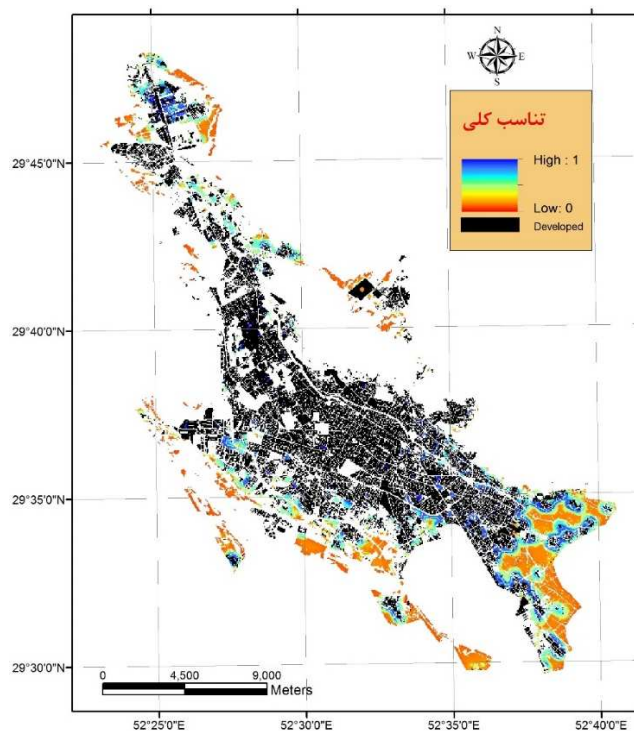 N
W
E
S
تناسب کلی
High : 1
Low: 0
Developed
29°45'0"N
29°40'0"N
29°35'0"N
29°30'0"N
0 4,500 9,000
Meters
52°25'0"E 52°30'0"E 52°35'0"E 52°40'0"E